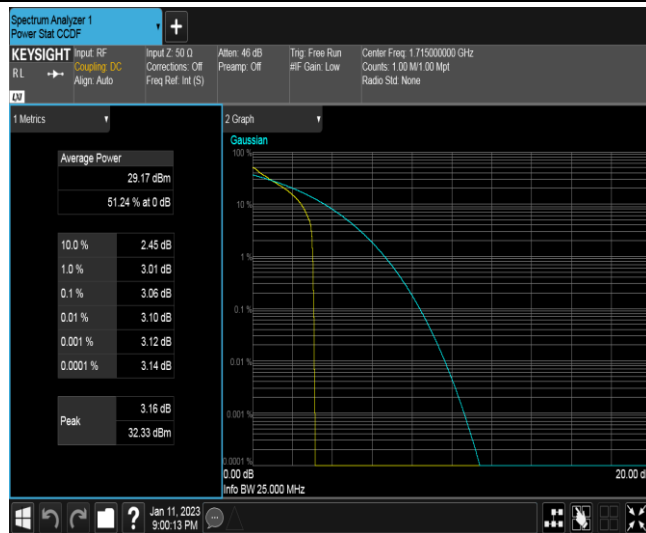 Spectrum Analyzer 1
Power Stat CCDF
+
KEYSIGHT
RL
LXI
Input: RF
Coupling: DC
Align: Auto
Input Z: 50 Ω
Corrections: Off
Freq Ref: Int (S)
Atten: 46 dB
Preamp: Off
Trig: Free Run
#IF Gain: Low
Center Freq: 1.715000000 GHz
Counts: 1.00 M/1.00 Mpt
Radio Std: None
1 Metrics
Average Power
29.17 dBm
51.24 % at 0 dB
10.0 % 2.45 dB
1.0 % 3.01 dB
0.1 % 3.06 dB
0.01 % 3.10 dB
0.001 % 3.12 dB
0.0001 % 3.14 dB
Peak
3.16 dB
32.33 dBm
2 Graph
Gaussian
100 %
10 %
1 %
0.1 %
0.01 %
0.001 %
0.0001 %
0.00 dB
20.00 d
Info BW 25.000 MHz
?
Jan 11, 2023
9:00:13 PM